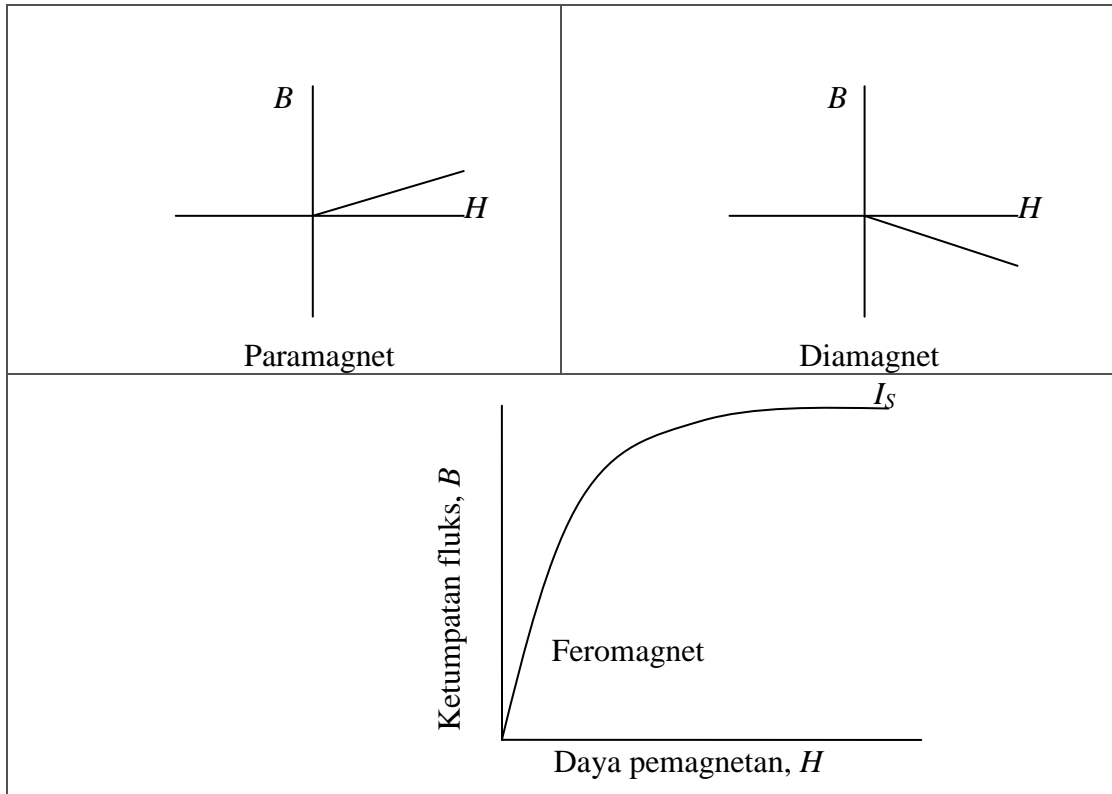 B
H
Paramagnet
B
H
Diamagnet
I_S
Ketumpatan fluks, B
Feromagnet
Daya pemagnetan, H